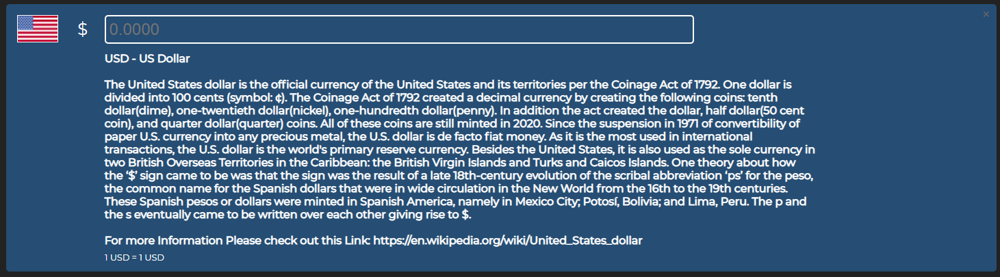 $ 0.0000
×
USD - US Dollar
The United States dollar is the official currency of the United States and its territories per the Coinage Act of 1792. One dollar is
divided into 100 cents (symbol: ¢). The Coinage Act of 1792 created a decimal currency by creating the following coins: tenth
dollar(dime), one-twentieth dollar(nickel), one-hundredth dollar(penny). In addition the act created the dollar, half dollar(50 cent
coin), and quarter dollar(quarter) coins. All of these coins are still minted in 2020. Since the suspension in 1971 of convertibility of
paper U.S. currency into any precious metal, the U.S. dollar is de facto fiat money. As it is the most used in international
transactions, the U.S. dollar is the world's primary reserve currency. Besides the United States, it is also used as the sole currency in
two British Overseas Territories in the Caribbean: the British Virgin Islands and Turks and Caicos Islands. One theory about how
the ‘$’ sign came to be was that the sign was the result of a late 18th-century evolution of the scribal abbreviation ‘ps’ for the peso,
the common name for the Spanish dollars that were in wide circulation in the New World from the 16th to the 19th centuries.
These Spanish pesos or dollars were minted in Spanish America, namely in Mexico City; Potosí, Bolivia; and Lima, Peru. The p and
the s eventually came to be written over each other giving rise to $.
For more Information Please check out this Link: https://en.wikipedia.org/wiki/United_States_dollar
1 USD = 1 USD